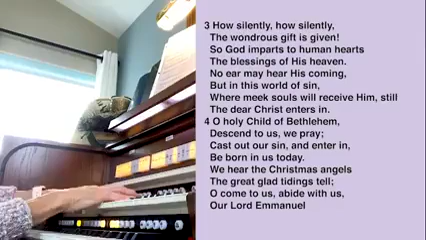 3 How silently, how silently,
The wondrous gift is given!
So God imparts to human hearts
The blessings of His heaven.
No ear may hear His coming,
But in this world of sin,
Where meek souls will receive Him, still
The dear Christ enters in.
4 O holy Child of Bethlehem,
Descend to us, we pray;
Cast out our sin, and enter in,
Be born in us today.
We hear the Christmas angels
The great glad tidings tell;
O come to us, abide with us,
Our Lord Emmanuel